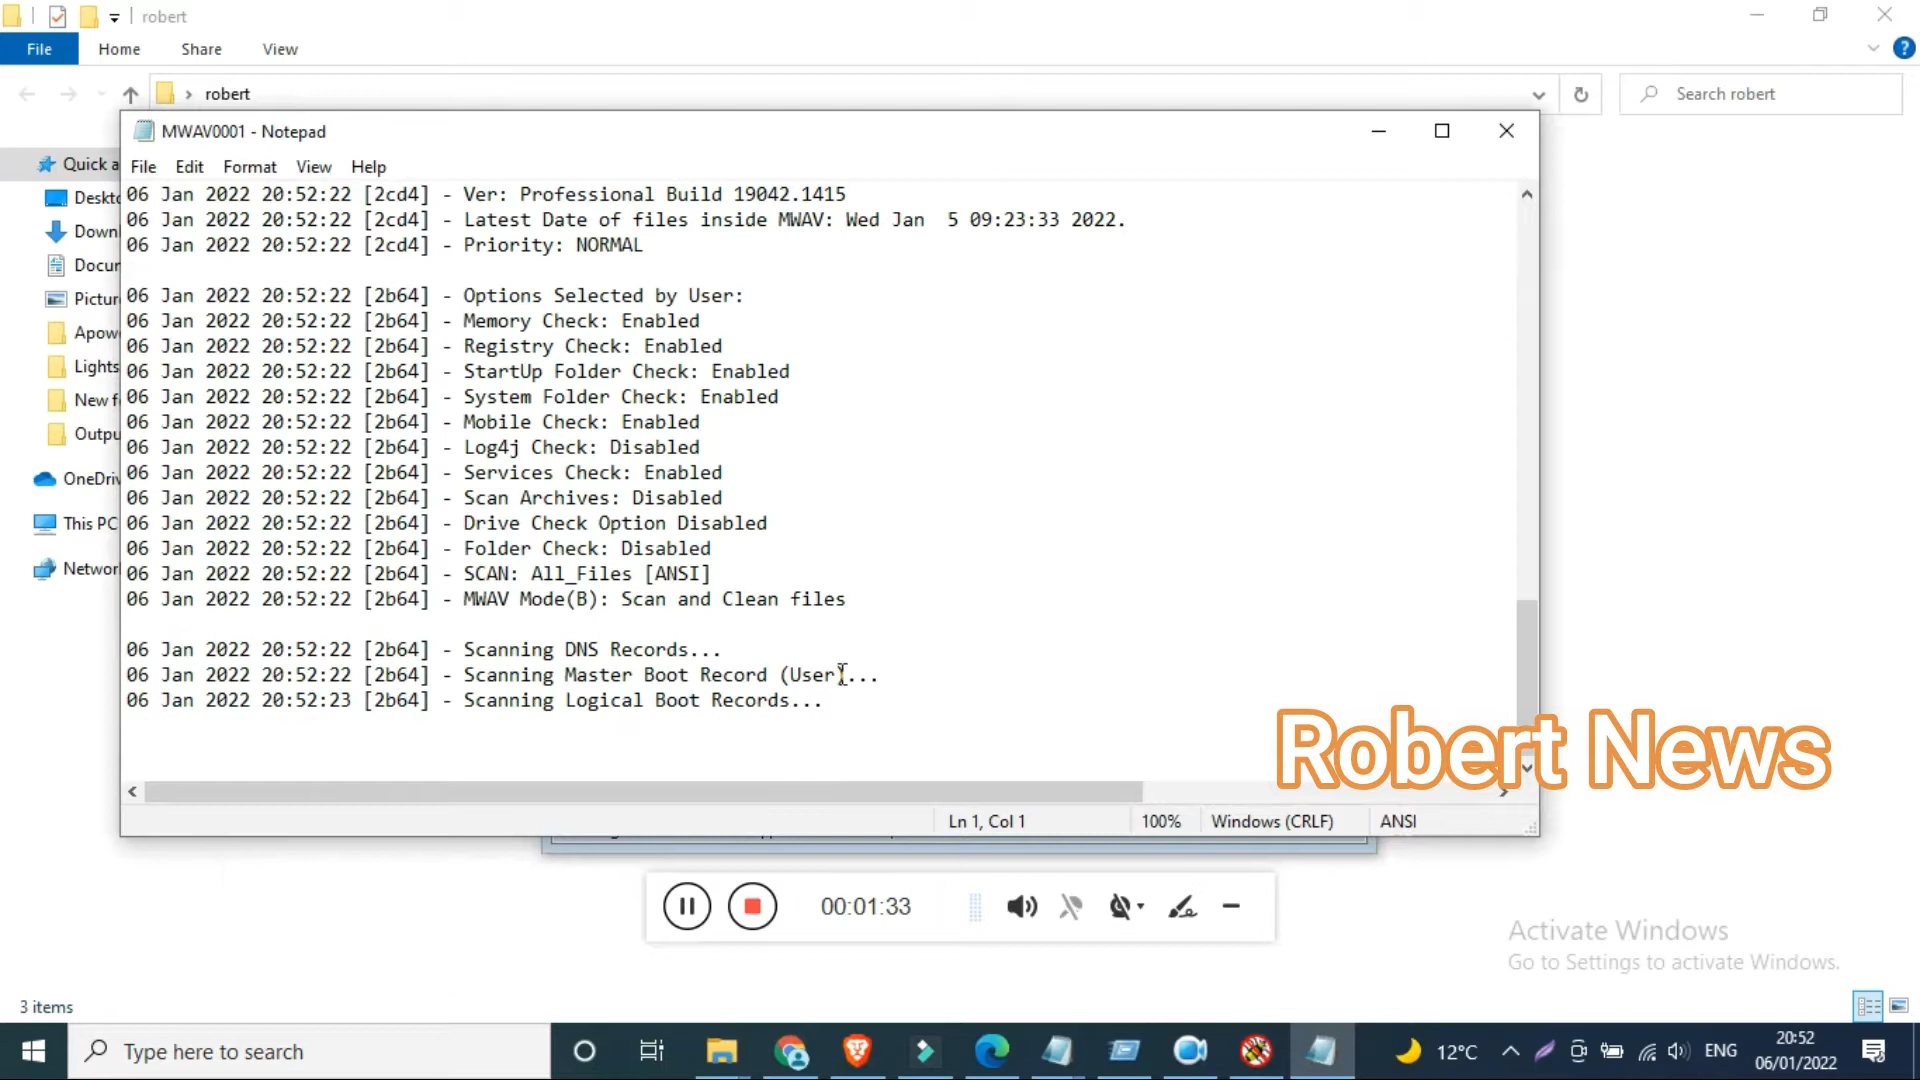 robert
File Home Share View
robert
Search robert
MWAV0001 - Notepad
File Edit Format View Help
Quick a
Deskto
Downl
Docum
Picture
Apowe
Lights
New f
Outpu
OneDriv
This PC
Networ
06 Jan 2022 20:52:22 [2cd4] - Ver: Professional Build 19042.1415
06 Jan 2022 20:52:22 [2cd4] - Latest Date of files inside MWAV: Wed Jan  5 09:23:33 2022.
06 Jan 2022 20:52:22 [2cd4] - Priority: NORMAL
06 Jan 2022 20:52:22 [2b64] - Options Selected by User:
06 Jan 2022 20:52:22 [2b64] - Memory Check: Enabled
06 Jan 2022 20:52:22 [2b64] - Registry Check: Enabled
06 Jan 2022 20:52:22 [2b64] - StartUp Folder Check: Enabled
06 Jan 2022 20:52:22 [2b64] - System Folder Check: Enabled
06 Jan 2022 20:52:22 [2b64] - Mobile Check: Enabled
06 Jan 2022 20:52:22 [2b64] - Log4j Check: Disabled
06 Jan 2022 20:52:22 [2b64] - Services Check: Enabled
06 Jan 2022 20:52:22 [2b64] - Scan Archives: Disabled
06 Jan 2022 20:52:22 [2b64] - Drive Check Option Disabled
06 Jan 2022 20:52:22 [2b64] - Folder Check: Disabled
06 Jan 2022 20:52:22 [2b64] - SCAN: All_Files [ANSI]
06 Jan 2022 20:52:22 [2b64] - MWAV Mode(B): Scan and Clean files
06 Jan 2022 20:52:22 [2b64] - Scanning DNS Records...
06 Jan 2022 20:52:22 [2b64] - Scanning Master Boot Record (User)...
06 Jan 2022 20:52:23 [2b64] - Scanning Logical Boot Records...
Robert News
Ln 1, Col 1 100% Windows (CRLF) ANSI
00:01:33
Activate Windows
Go to Settings to activate Windows.
3 items
Type here to search
12°C
ENG
20:52
06/01/2022